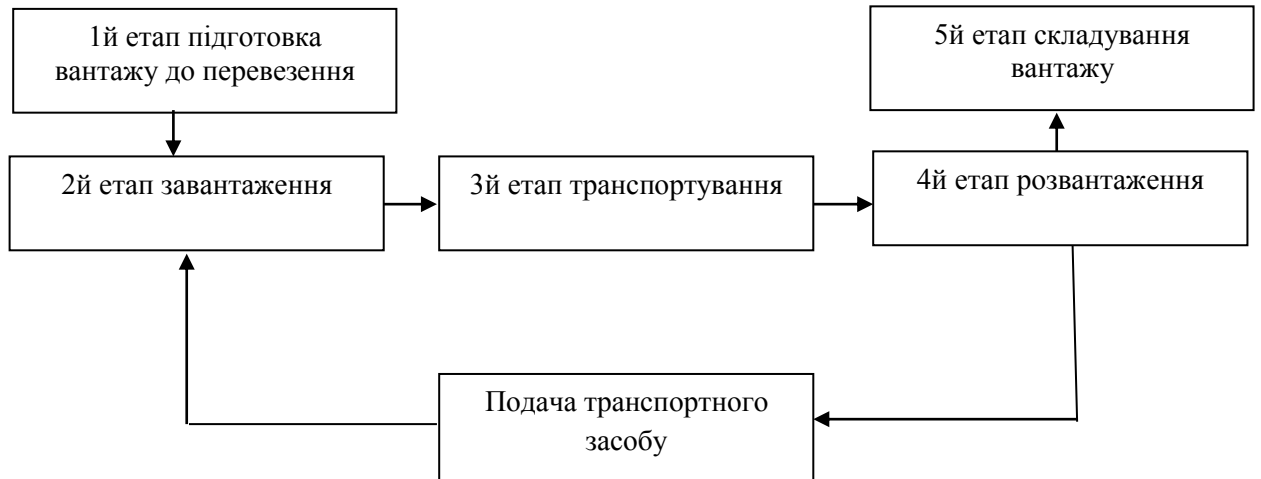 1й етап підготовка
вантажу до перевезення
5й етап складування
вантажу
2й етап завантаження
3й етап транспортування
4й етап розвантаження
Подача транспортного
засобу